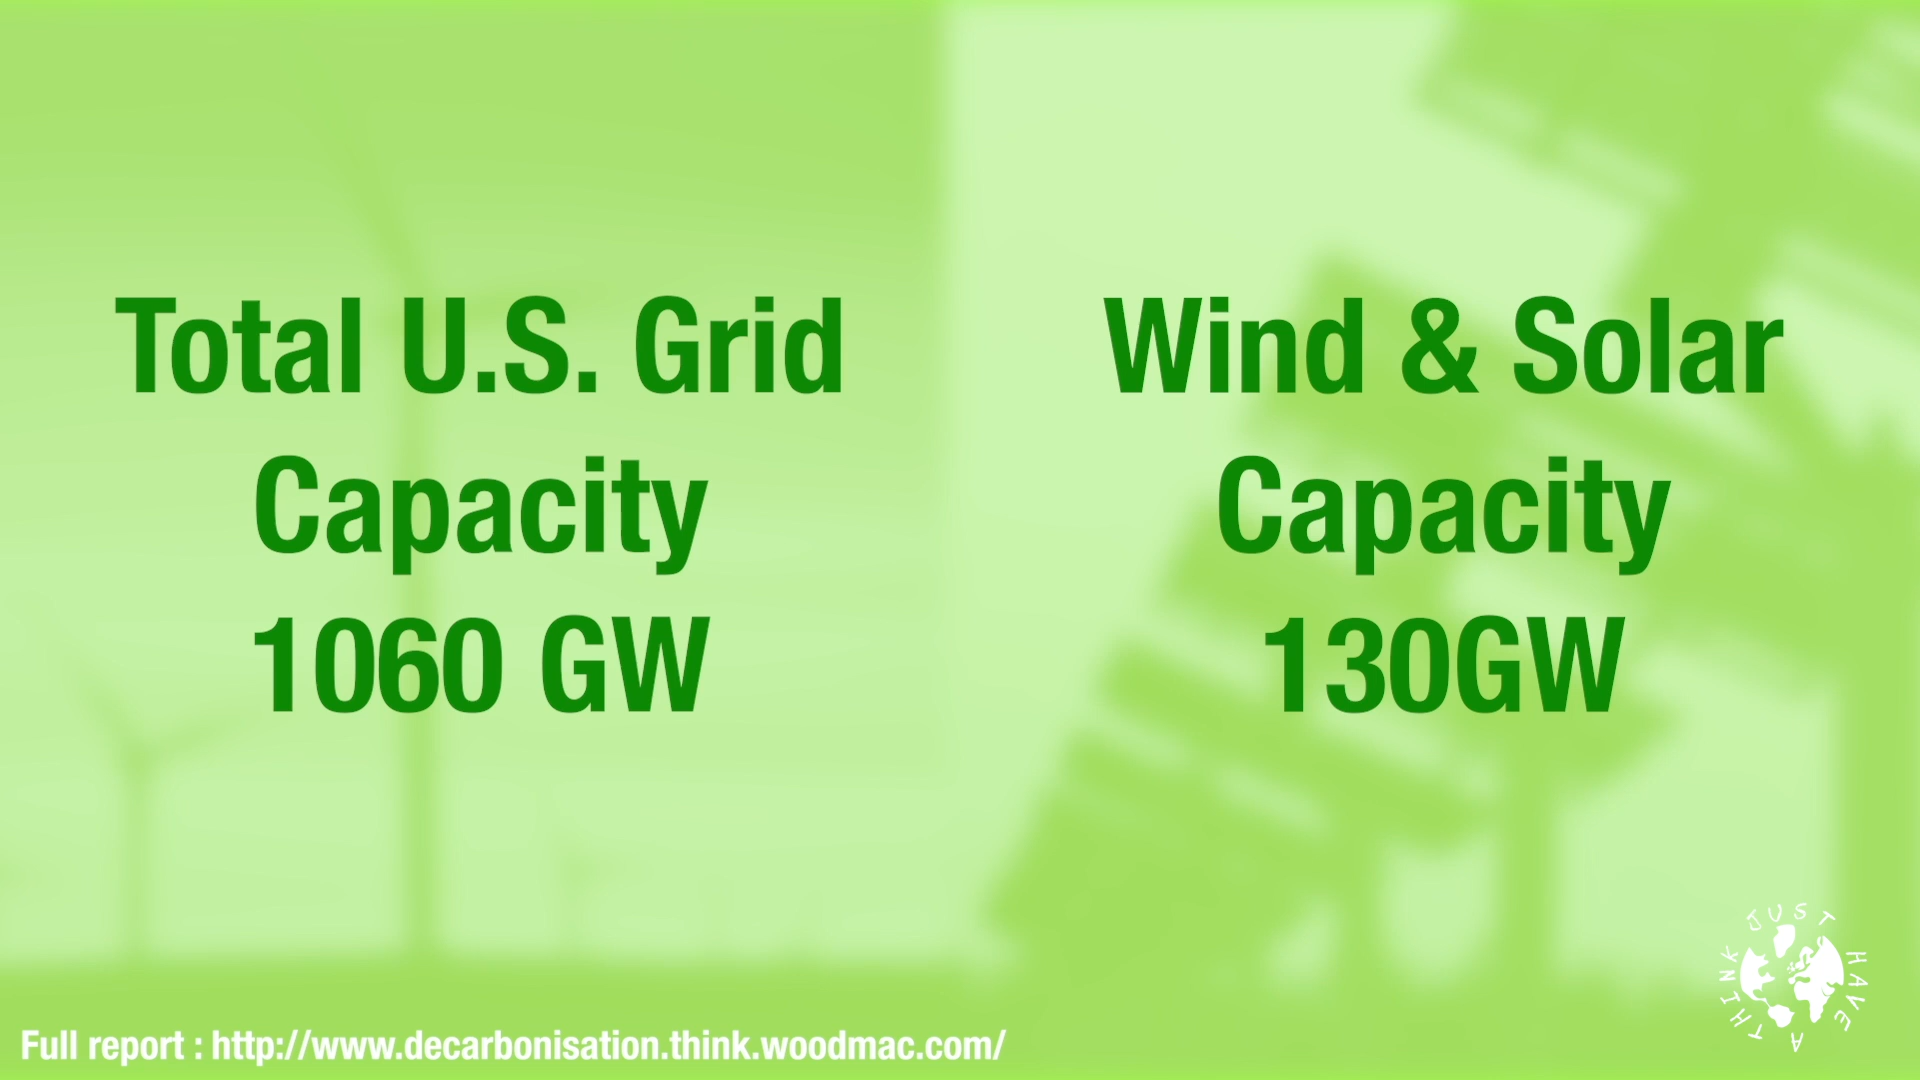 Total U.S. Grid
Capacity
1060 GW
Wind & Solar
Capacity
130GW
JUST HAVE A THINK
Full report : http://www.decarbonisation.think.woodmac.com/